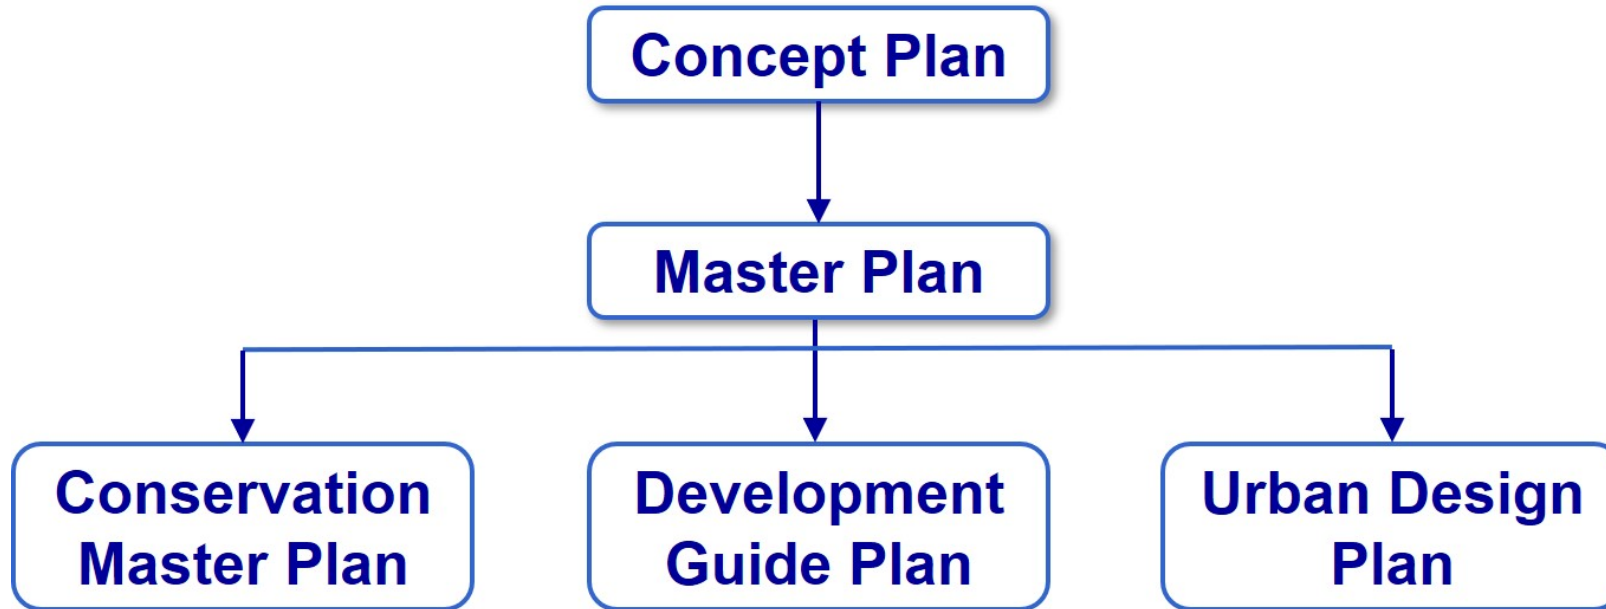 Concept Plan
Master Plan
Conservation
Master Plan
Development
Guide Plan
Urban Design
Plan